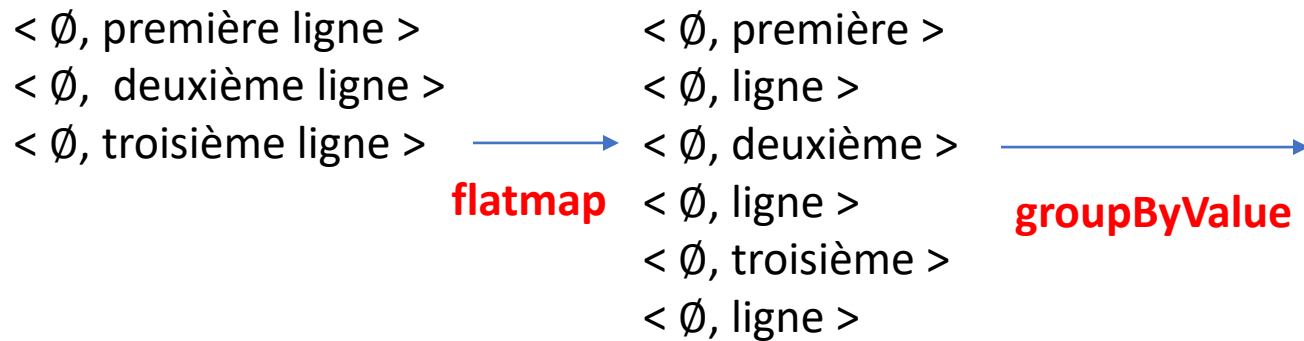 < Ø, première ligne >
< Ø, deuxième ligne >
< Ø, troisième ligne >
flatmap
< Ø, première >
< Ø, ligne >
< Ø, deuxième >
< Ø, ligne >
< Ø, troisième >
< Ø, ligne >
groupByValue